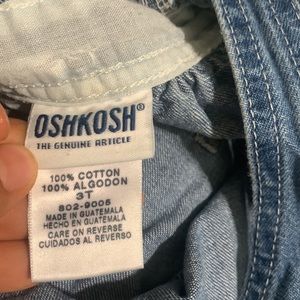 OSHKOSH®
THE GENUINE ARTICLE
100% COTTON
100% ALGODON
3T
802-9005
MADE IN GUATEMALA
HECHO EN GUATEMALA
CARE ON REVERSE
CUIDADOS AL REVERSO